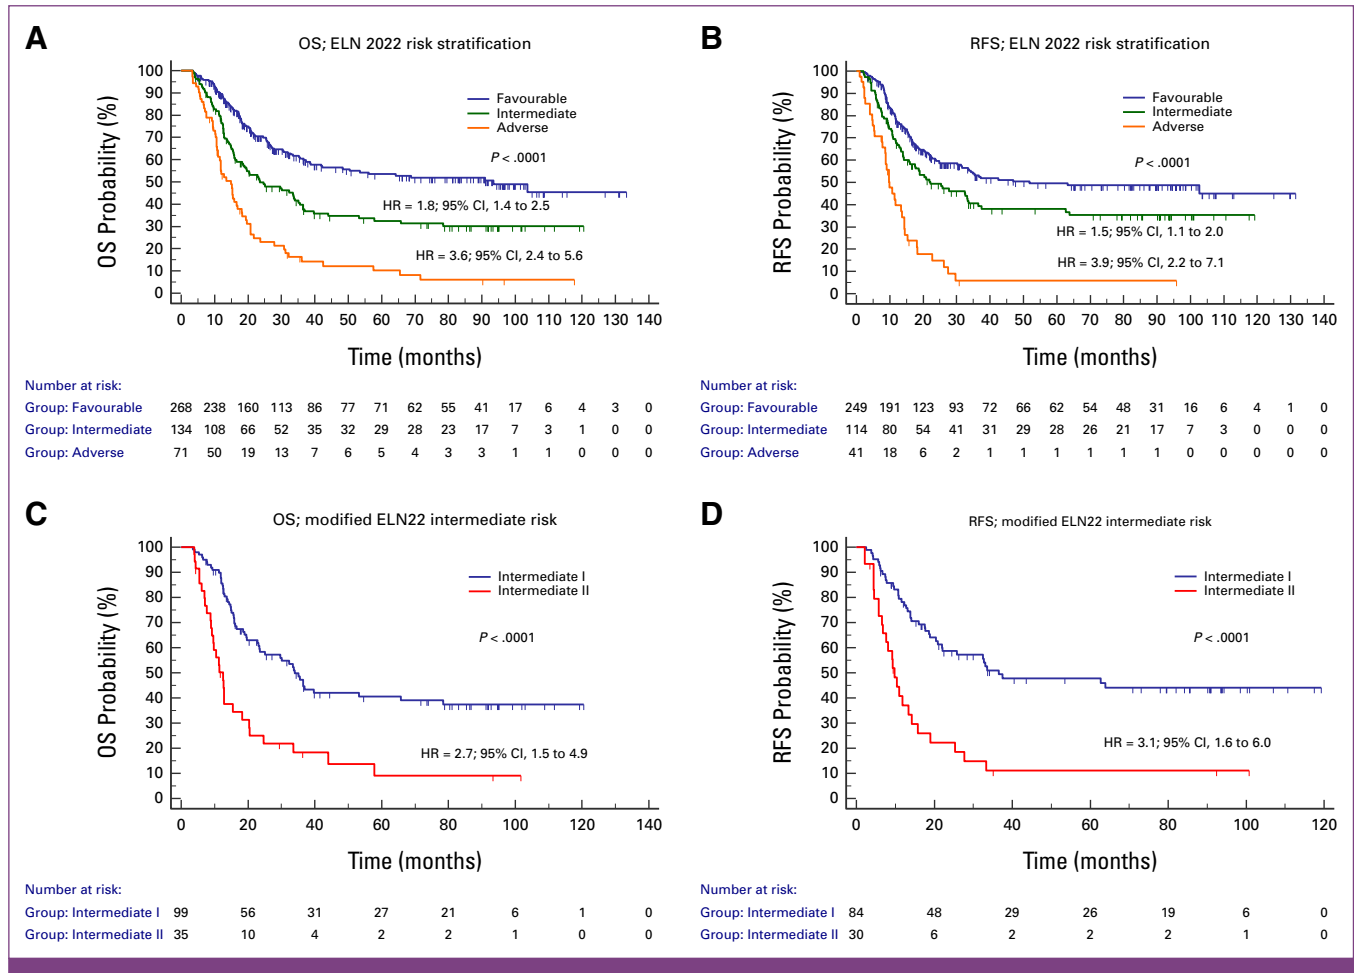 A
OS; ELN 2022 risk stratification
OS Probability (%)
100
90
80
70
60
50
40
30
20
10
0
Favourable
Intermediate
Adverse
P < .0001
HR = 1.8; 95% CI, 1.4 to 2.5
HR = 3.6; 95% CI, 2.4 to 5.6
0 10 20 30 40 50 60 70 80 90 100 110 120 130 140
Time (months)
Number at risk:
Group: Favourable 268 238 160 113 86 77 71 62 55 41 17 6 4 3 0
Group: Intermediate 134 108 66 52 35 32 29 28 23 17 7 3 1 0 0
Group: Adverse 71 50 19 13 7 6 5 4 3 3 1 1 0 0 0
B
RFS; ELN 2022 risk stratification
RFS Probability (%)
100
90
80
70
60
50
40
30
20
10
0
Favourable
Intermediate
Adverse
P < .0001
HR = 1.5; 95% CI, 1.1 to 2.0
HR = 3.9; 95% CI, 2.2 to 7.1
0 10 20 30 40 50 60 70 80 90 100 110 120 130 140
Time (months)
Number at risk:
Group: Favourable 249 191 123 93 72 66 62 54 48 31 16 6 4 1 0
Group: Intermediate 114 80 54 41 31 29 28 26 21 17 7 3 0 0 0
Group: Adverse 41 18 6 2 1 1 1 1 1 1 0 0 0 0 0
C
OS; modified ELN22 intermediate risk
OS Probability (%)
100
90
80
70
60
50
40
30
20
10
0
Intermediate I
Intermediate II
P < .0001
HR = 2.7; 95% CI, 1.5 to 4.9
0 20 40 60 80 100 120 140
Time (months)
Number at risk:
Group: Intermediate I 99 56 31 27 21 6 1 0
Group: Intermediate II 35 10 4 2 2 1 0 0
D
RFS; modified ELN22 intermediate risk
RFS Probability (%)
100
90
80
70
60
50
40
30
20
10
0
Intermediate I
Intermediate II
P < .0001
HR = 3.1; 95% CI, 1.6 to 6.0
0 20 40 60 80 100 120
Time (months)
Number at risk:
Group: Intermediate I 84 48 29 26 19 6 0
Group: Intermediate II 30 6 2 2 2 1 0